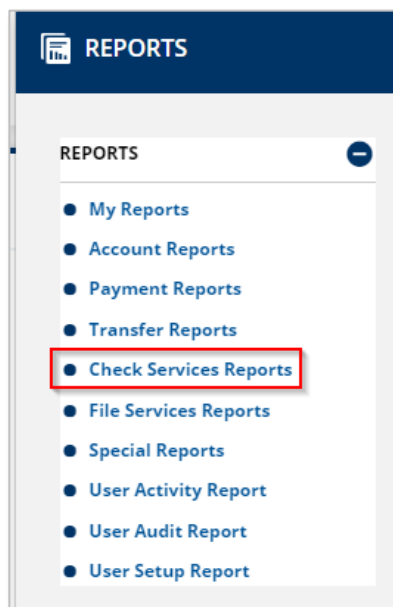 REPORTS
REPORTS
My Reports
Account Reports
Payment Reports
Transfer Reports
Check Services Reports
File Services Reports
Special Reports
User Activity Report
User Audit Report
User Setup Report